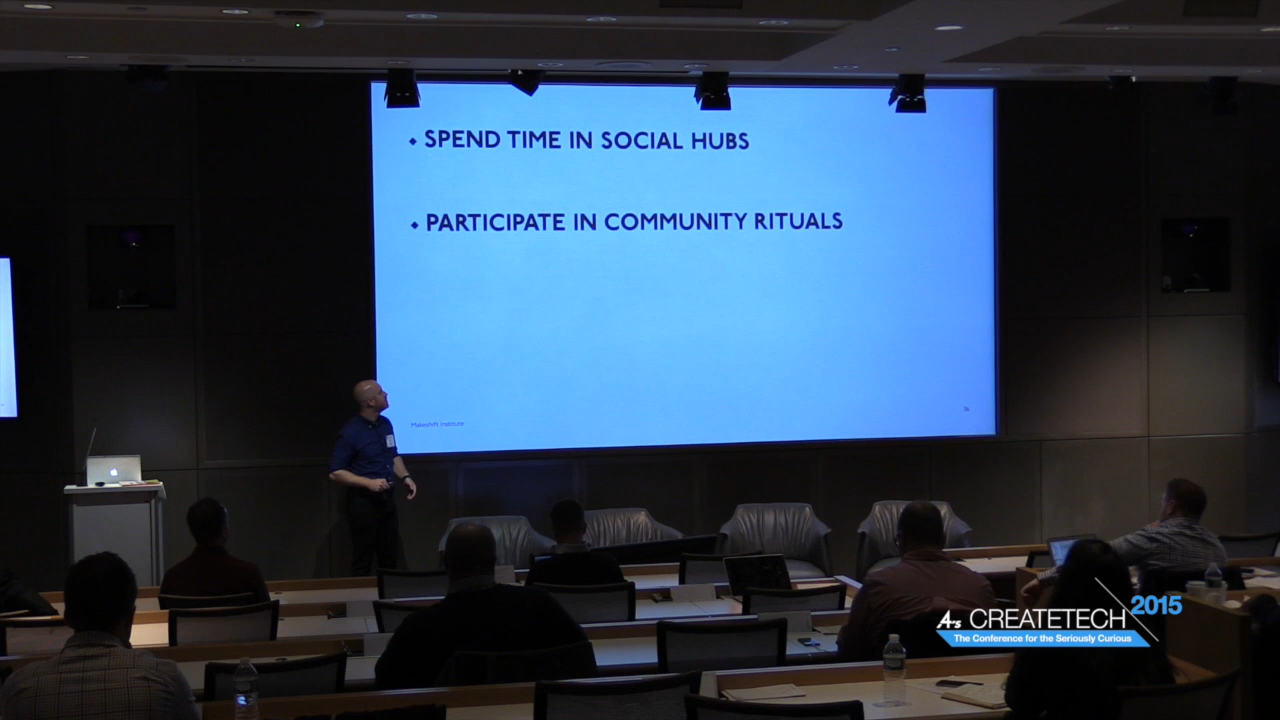 SPEND TIME IN SOCIAL HUBS
PARTICIPATE IN COMMUNITY RITUALS
Makeshift Institute
4A's CREATETECH 2015
The Conference for the Seriously Curious